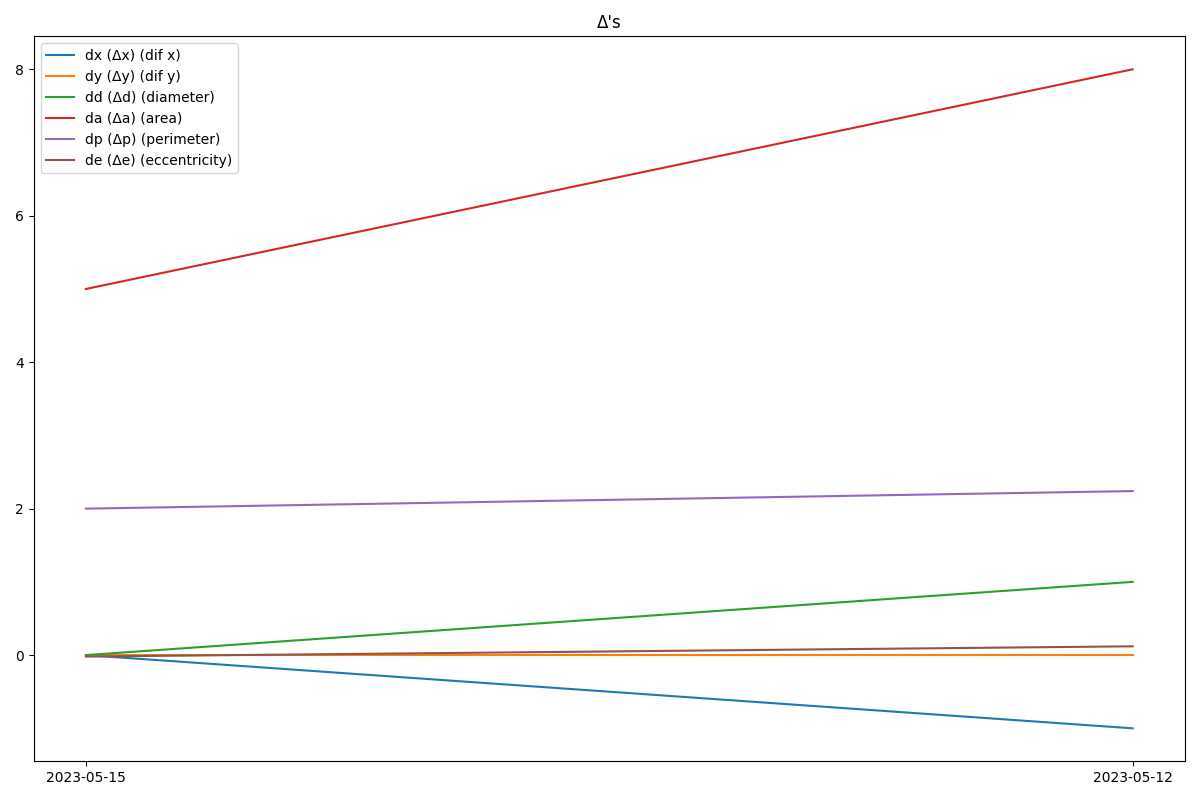 Δ's
dx (Δx) (dif x)
dy (Δy) (dif y)
dd (Δd) (diameter)
da (Δa) (area)
dp (Δp) (perimeter)
de (Δe) (eccentricity)
8
6
4
2
0
2023-05-15
2023-05-12